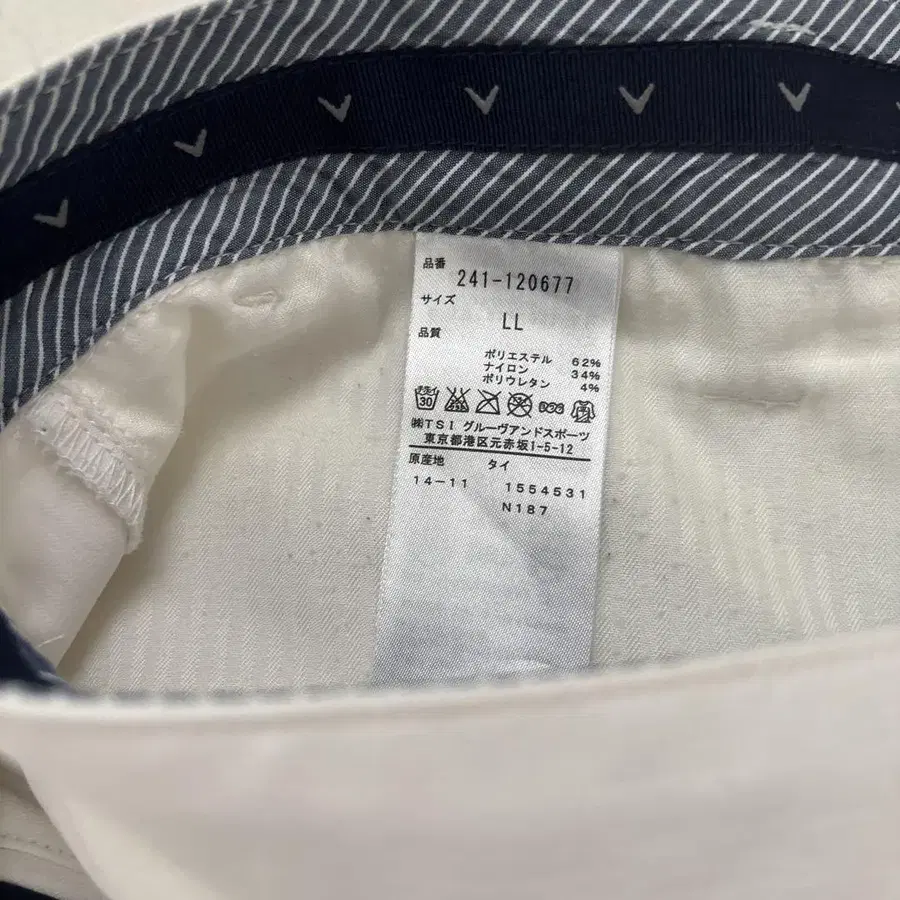 品番
241-120677
サイズ
LL
品質
ポリエステル 62%
ナイロン 34%
ポリウレタン 4%
30
㈱TSI グルーヴアンドスポーツ
東京都港区元赤坂1-5-12
原産地 タイ
14-11 1554531
N187